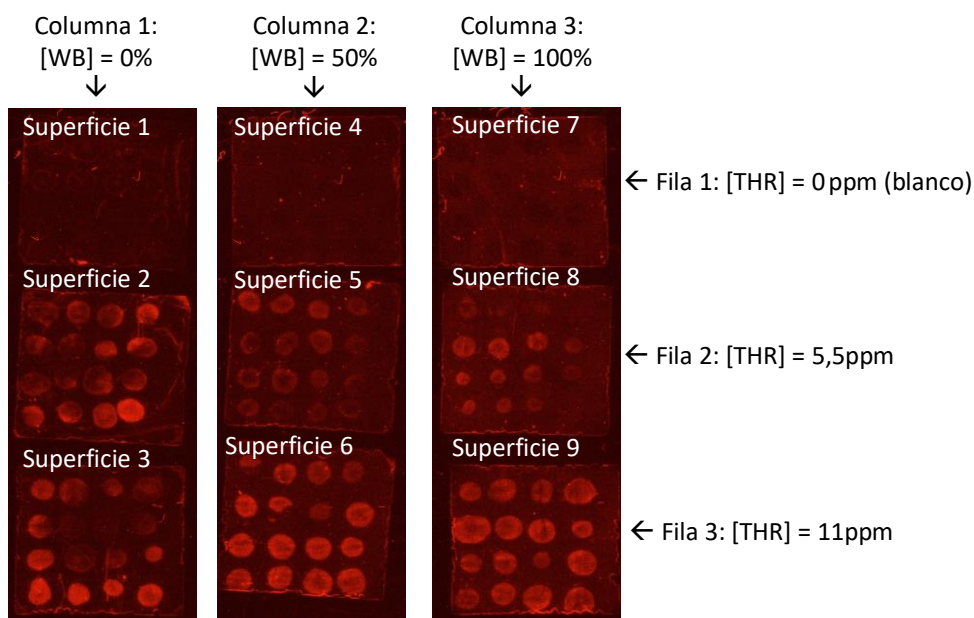 Columna 1:
[WB] = 0%
↓
Columna 2:
[WB] = 50%
↓
Columna 3:
[WB] = 100%
↓
Superficie 1
Superficie 4
Superficie 7
← Fila 1: [THR] = 0 ppm (blanco)
Superficie 2
Superficie 5
Superficie 8
← Fila 2: [THR] = 5,5ppm
Superficie 3
Superficie 6
Superficie 9
← Fila 3: [THR] = 11ppm